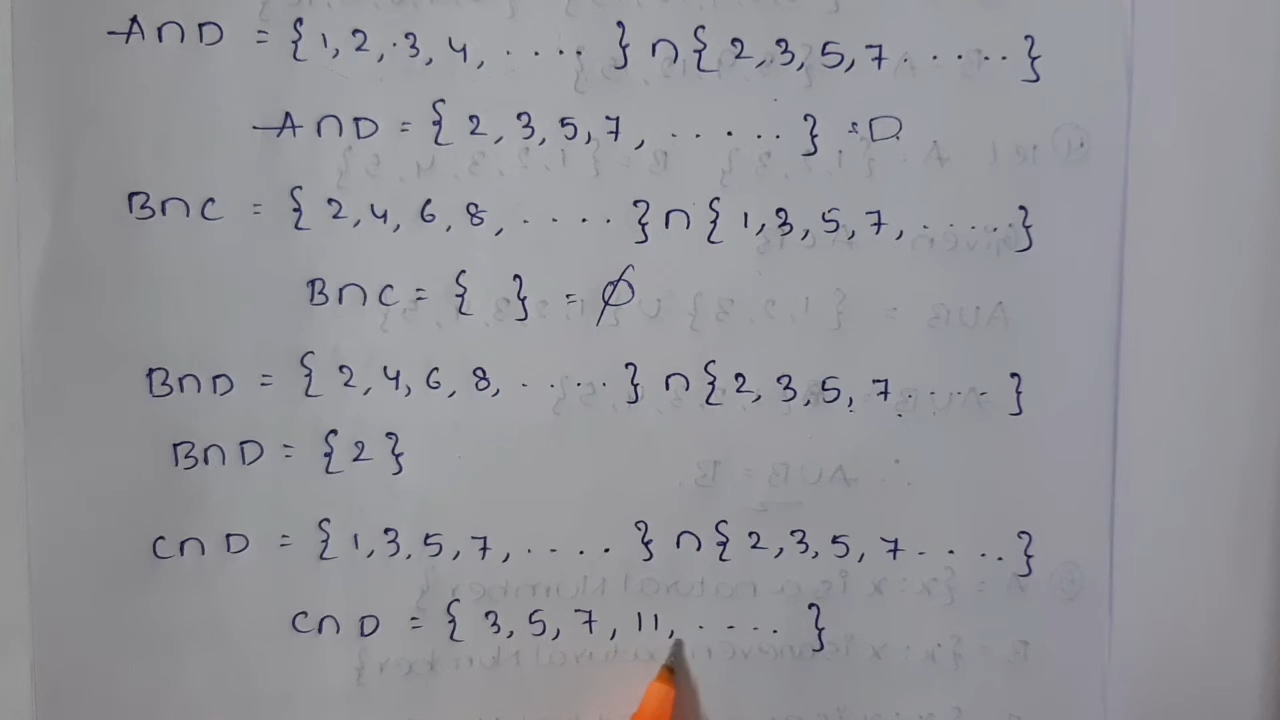 A∩D = {1, 2, 3, 4, .....} ∩ {2, 3, 5, 7 .....}
A∩D = {2, 3, 5, 7, ......} = D.
B∩C = {2, 4, 6, 8, .....} ∩ {1, 3, 5, 7, .....}
B∩C = { } = ∅
B∩D = {2, 4, 6, 8, .....} ∩ {2, 3, 5, 7 ....}
B∩D = {2}
C∩D = {1, 3, 5, 7, .....} ∩ {2, 3, 5, 7 ....}
C∩D = {3, 5, 7, 11, ....}